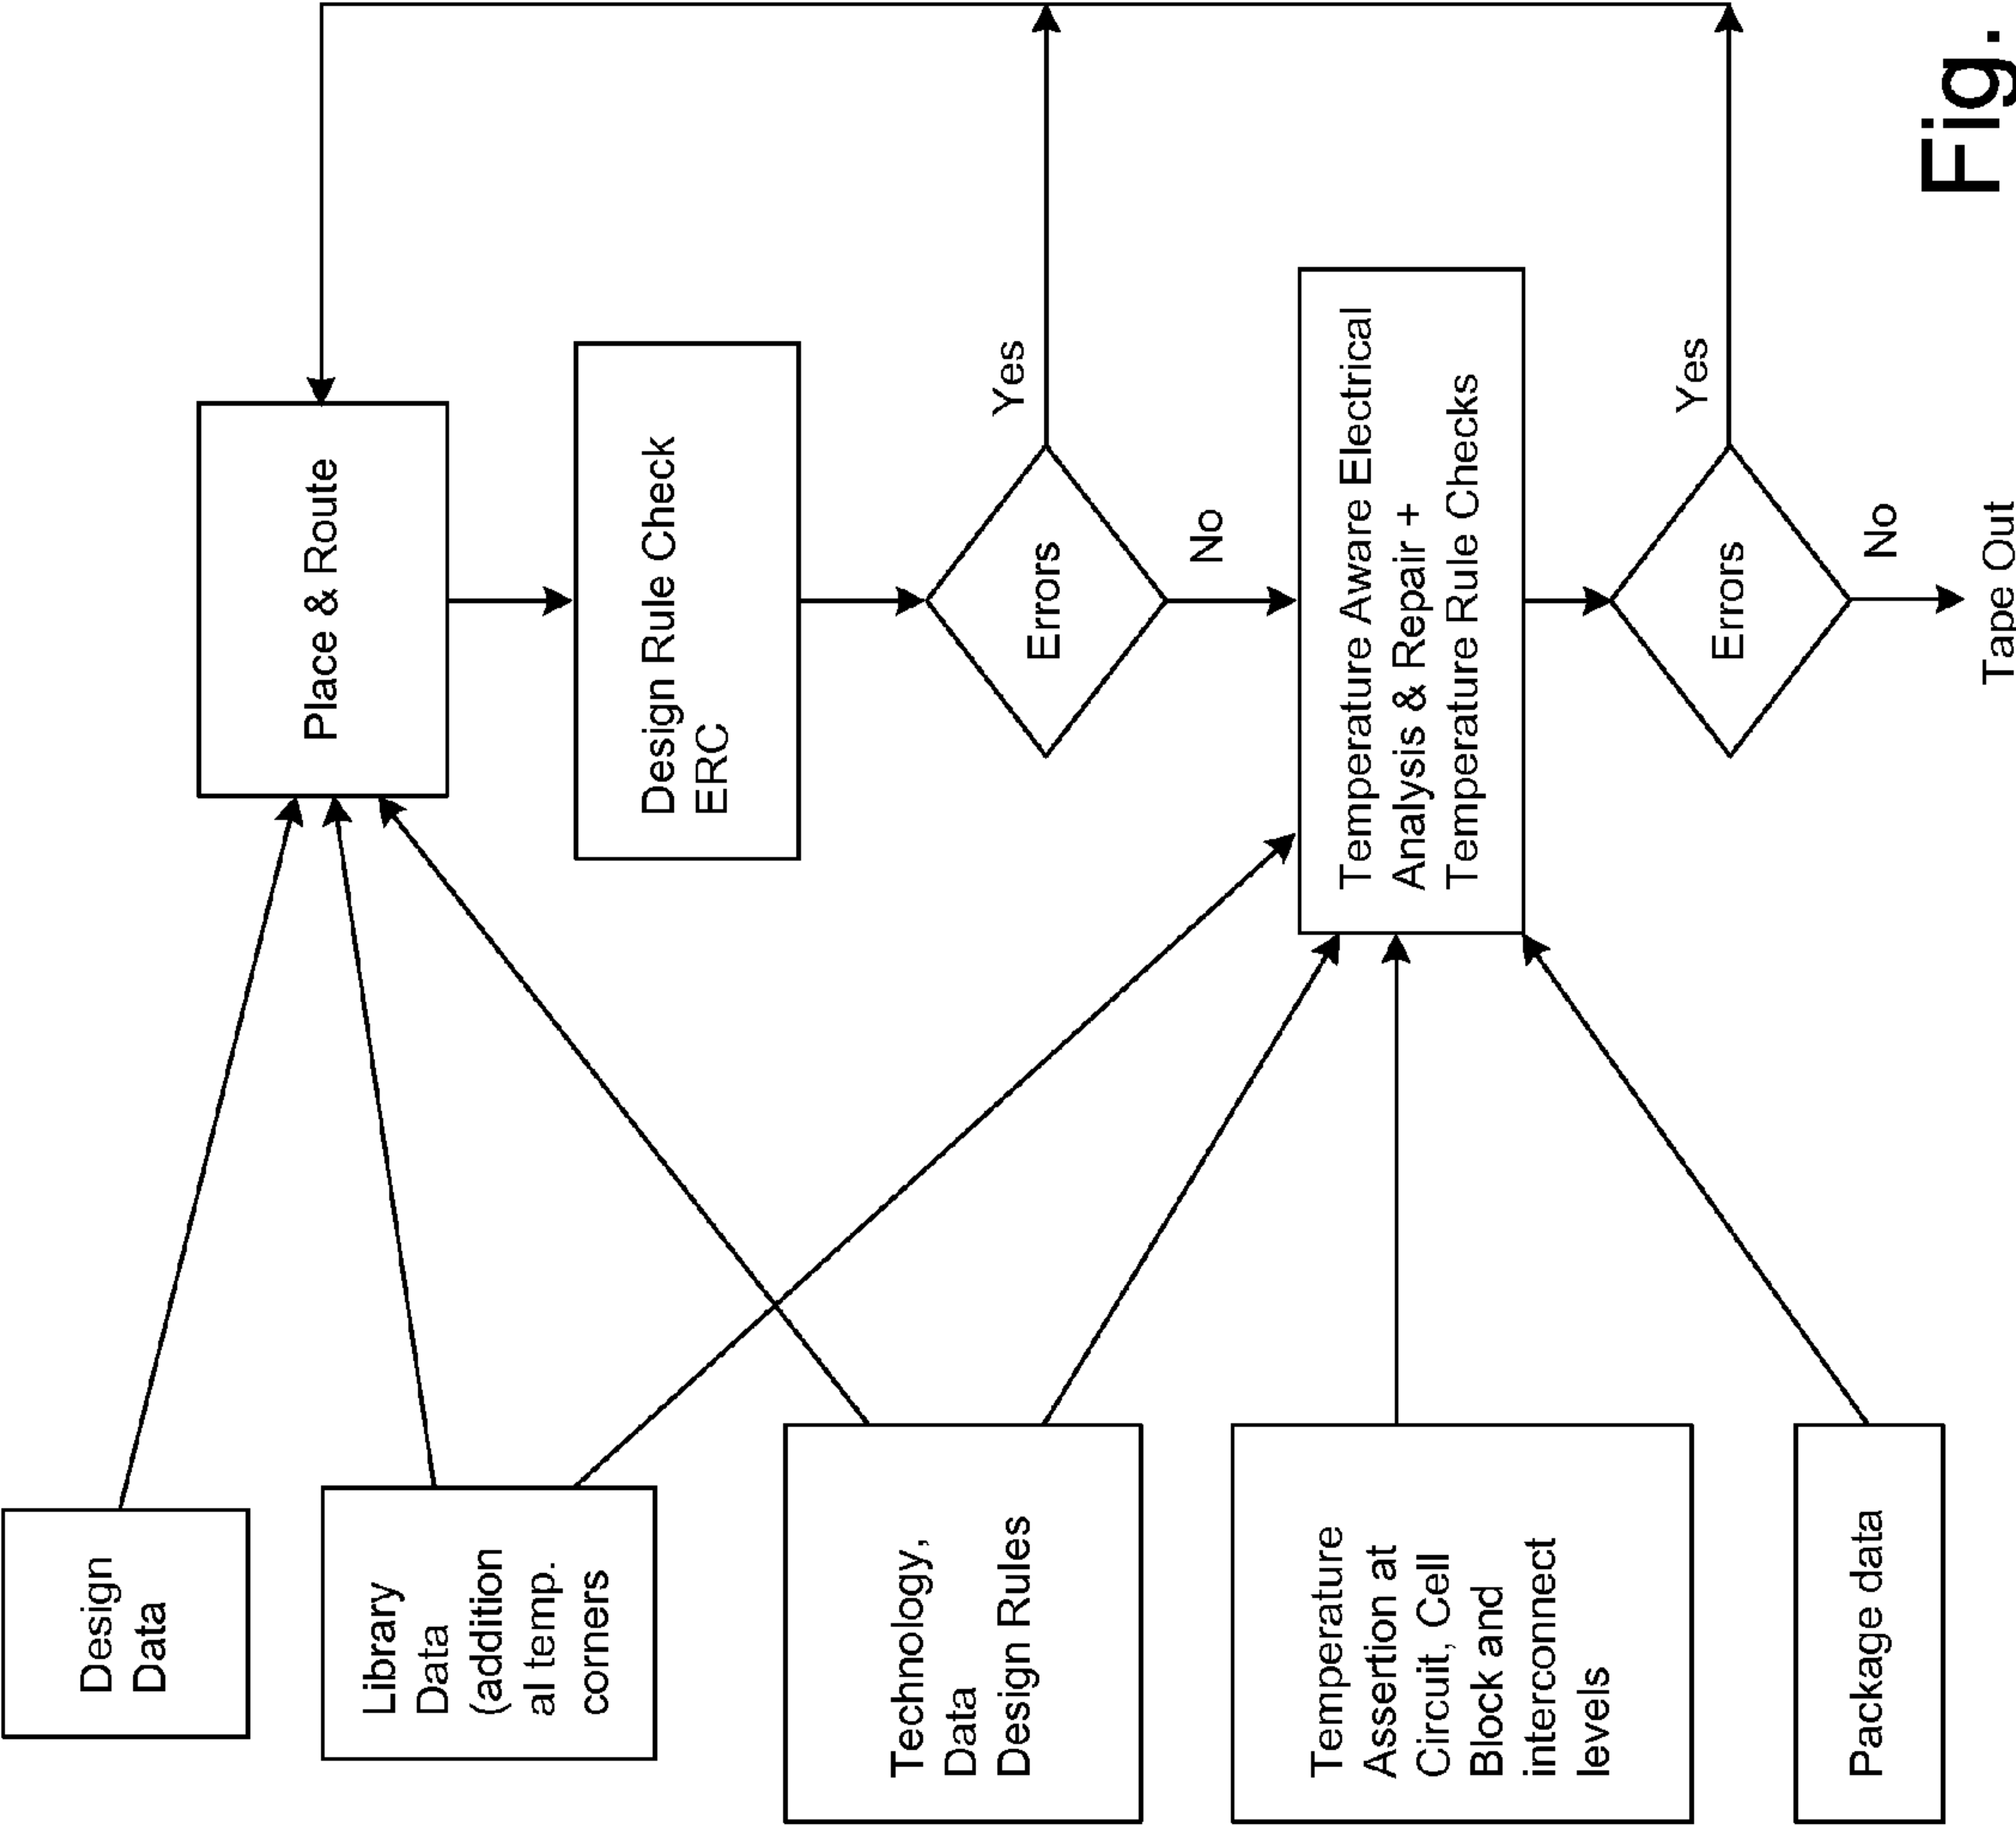 Design
Data
Library
Data
(addition
al temp.
corners
Technology,
Data
Design Rules
Temperature
Assertion at
Circuit, Cell
Block and
interconnect
levels
Package data
Place & Route
Design Rule Check
ERC
Errors
Yes
No
Temperature Aware Electrical
Analysis & Repair +
Temperature Rule Checks
Errors
Yes
No
Tape Out
Fig.